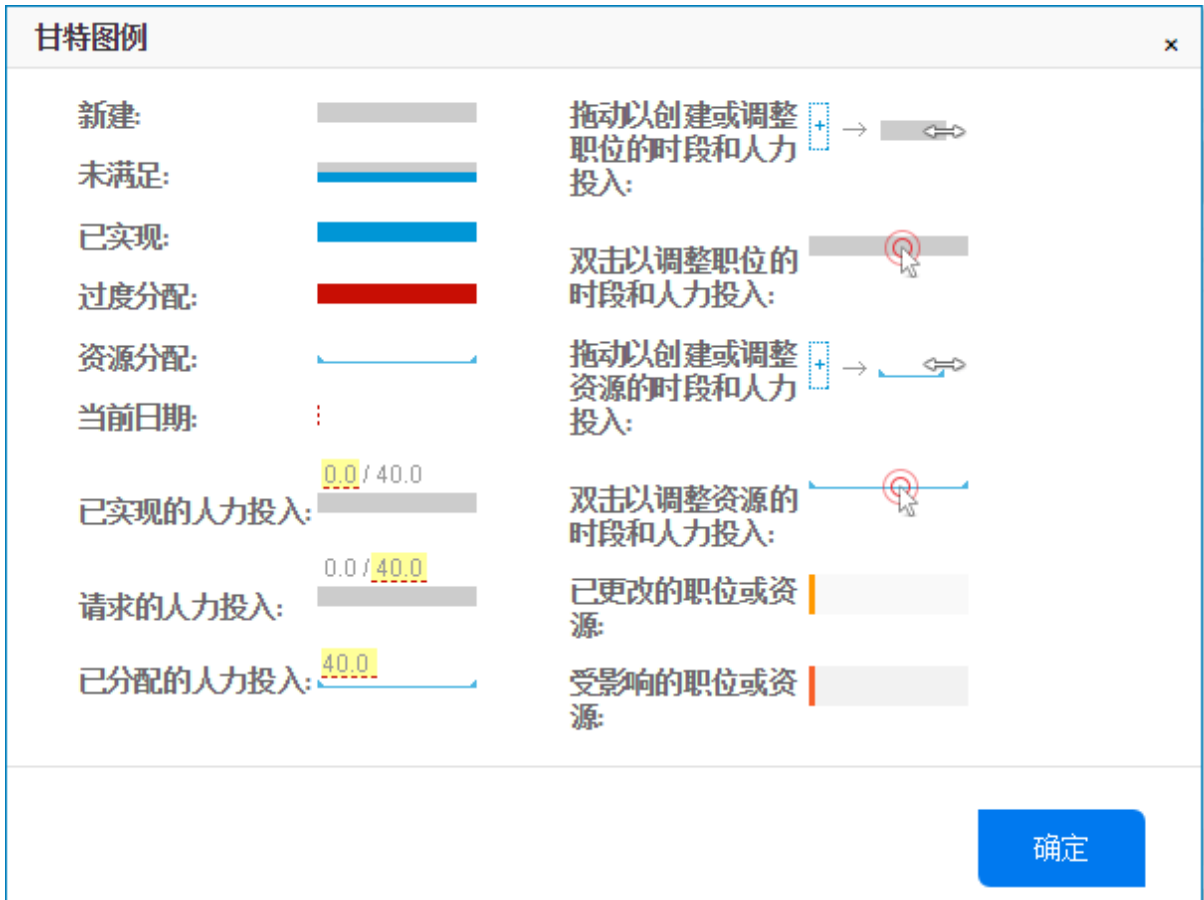 甘特图例
×
新建:
未满足:
已实现:
过度分配:
资源分配:
当前日期:
0.0 / 40.0
已实现的人力投入:
0.0 / 40.0
请求的人力投入:
40.0
已分配的人力投入:
拖动以创建或调整
职位的时段和人力
投入:
+ →
双击以调整职位的
时段和人力投入:
拖动以创建或调整
资源的时段和人力
投入:
+ →
双击以调整资源的
时段和人力投入:
已更改的职位或资
源:
受影响的职位或资
源:
确定